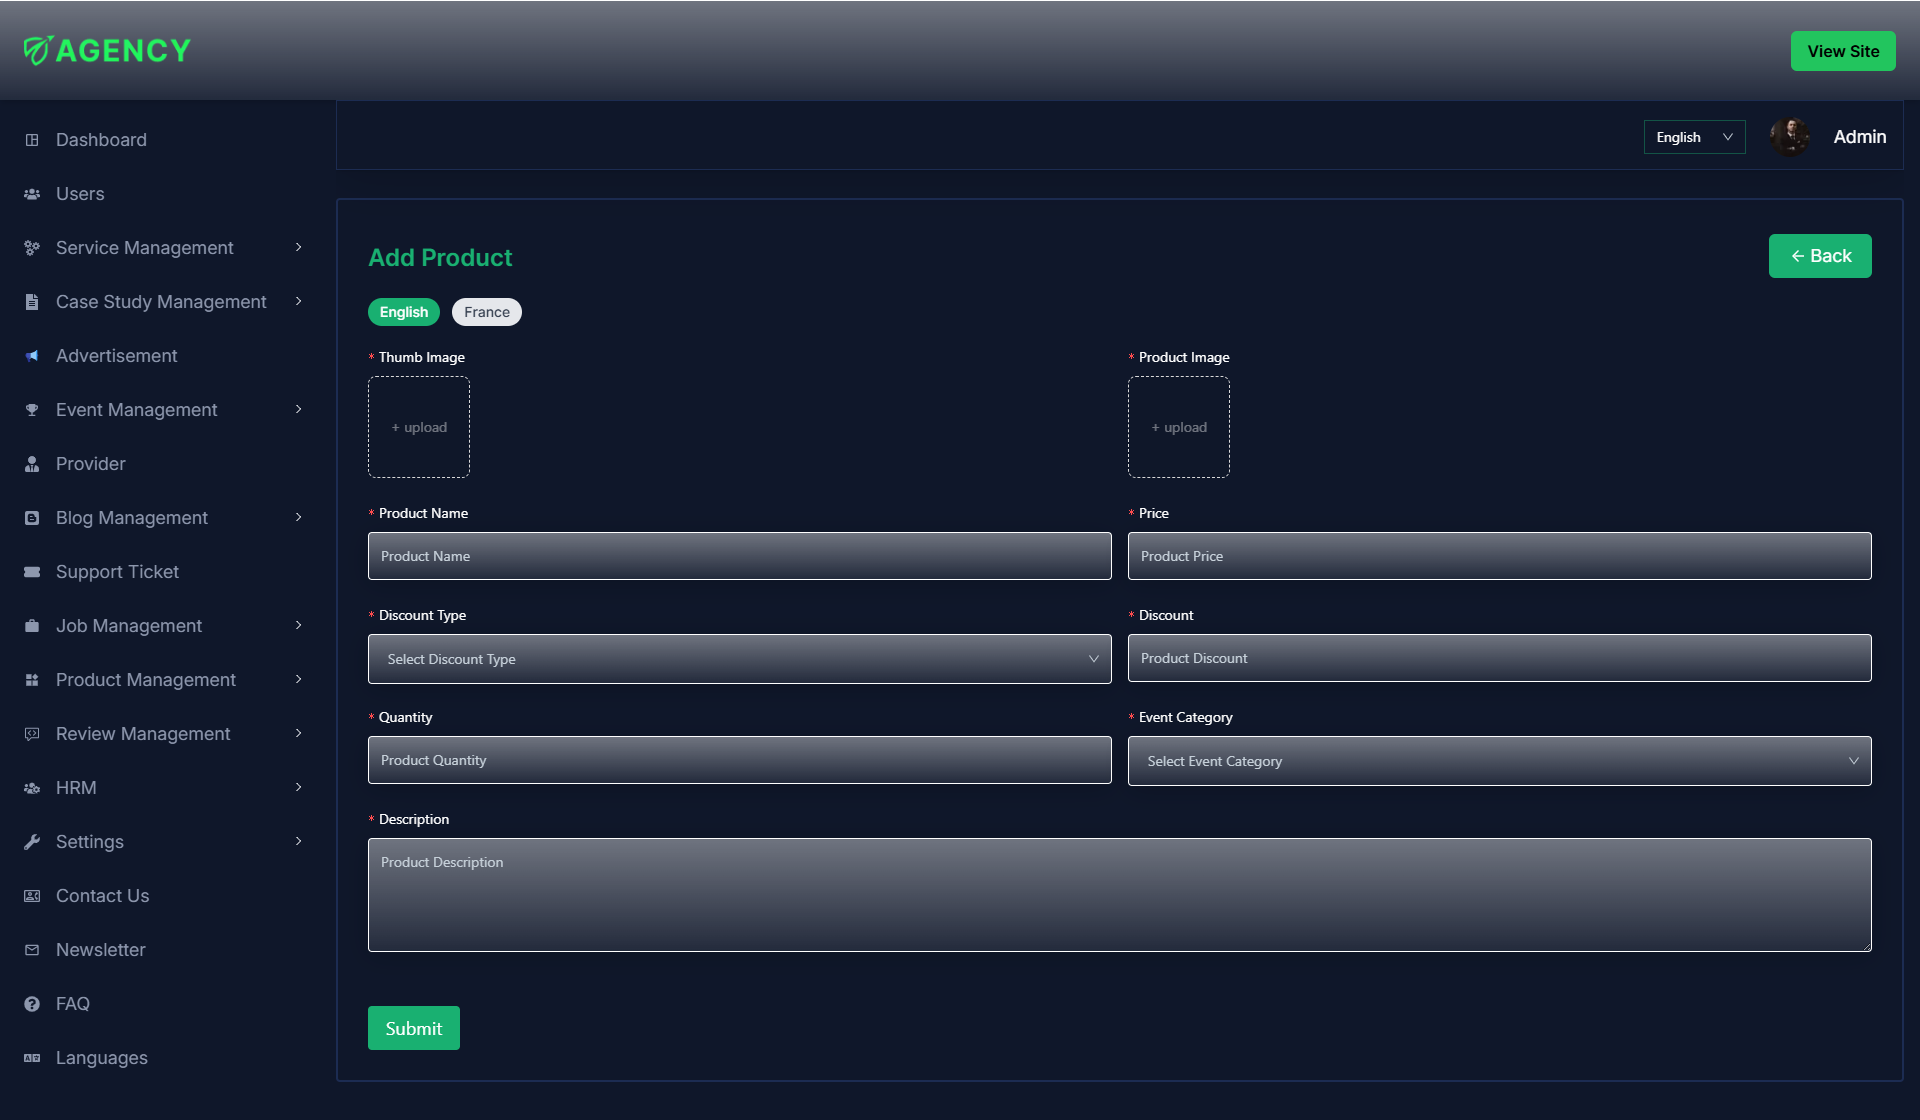 AGENCY
View Site
Dashboard
Users
Service Management
Case Study Management
Advertisement
Event Management
Provider
Blog Management
Support Ticket
Job Management
Product Management
Review Management
HRM
Settings
Contact Us
Newsletter
FAQ
Languages
English
Admin
Add Product
Back
English France
* Thumb Image
+ upload
* Product Image
+ upload
* Product Name
Product Name
* Price
Product Price
* Discount Type
Select Discount Type
* Discount
Product Discount
* Quantity
Product Quantity
* Event Category
Select Event Category
* Description
Product Description
Submit